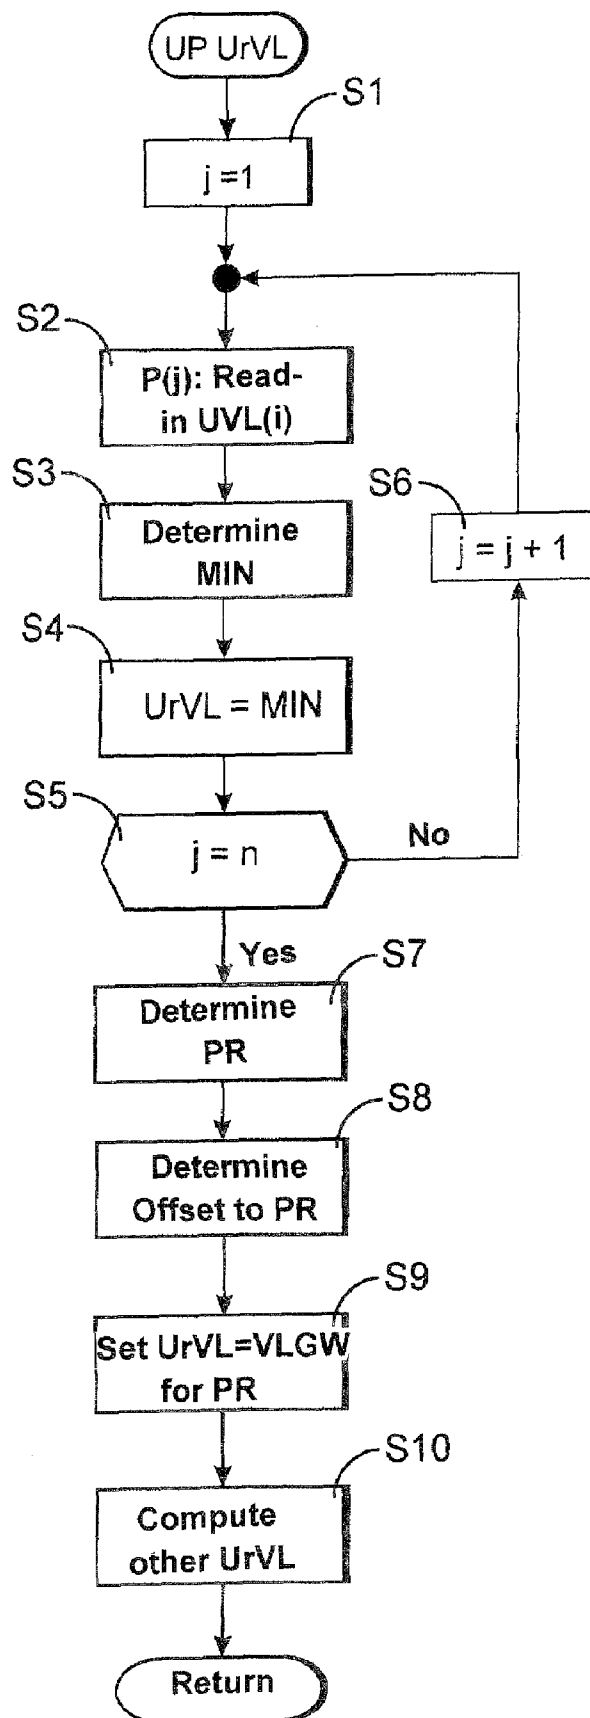 UP UrVL
S1
j =1
S2
P(j): Read-
in UVL(i)
S3
Determine
MIN
S6
j = j + 1
S4
UrVL = MIN
S5
j = n
No
Yes
S7
Determine
PR
S8
Determine
Offset to PR
S9
Set UrVL=VLGW
for PR
S10
Compute
other UrVL
Return